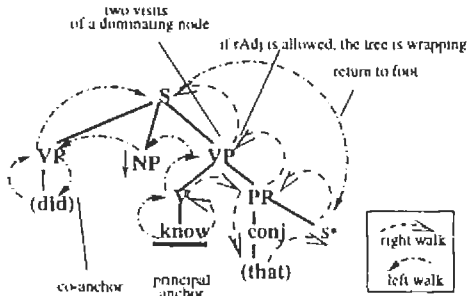 two visits
of a dominating node
if rAdj is allowed, the tree is wrapping
return to foot
S
VP
NP
VP
(did)
V
PP
know
conj
s*
(that)
right walk
left walk
co-anchor
principal
anchor